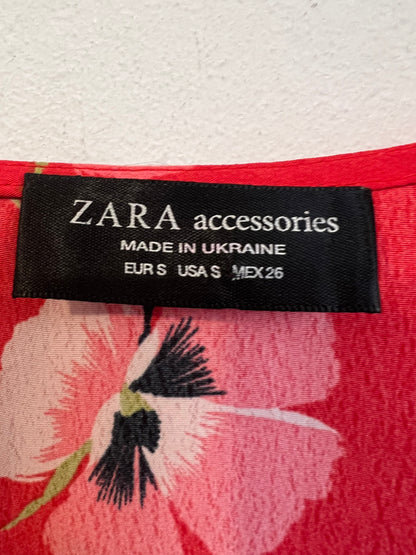 ZARA accessories
MADE IN UKRAINE
EUR S USA S MEX 26